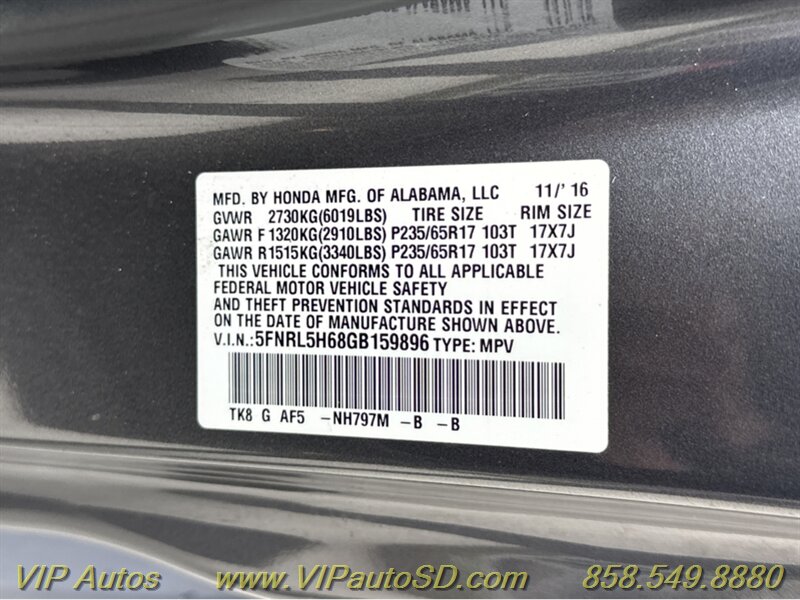 MFD. BY HONDA MFG. OF ALABAMA, LLC 11/' 16
GVWR 2730KG(6019LBS) TIRE SIZE RIM SIZE
GAWR F 1320KG(2910LBS) P235/65R17 103T 17X7J
GAWR R 1515KG(3340LBS) P235/65R17 103T 17X7J
THIS VEHICLE CONFORMS TO ALL APPLICABLE
FEDERAL MOTOR VEHICLE SAFETY
AND THEFT PREVENTION STANDARDS IN EFFECT
ON THE DATE OF MANUFACTURE SHOWN ABOVE.
V.I.N.:5FNRL5H68GB159896 TYPE: MPV
TK8 G AF5 -NH797M -B -B
VIP Autos www.VIPautoSD.com 858.549.8880